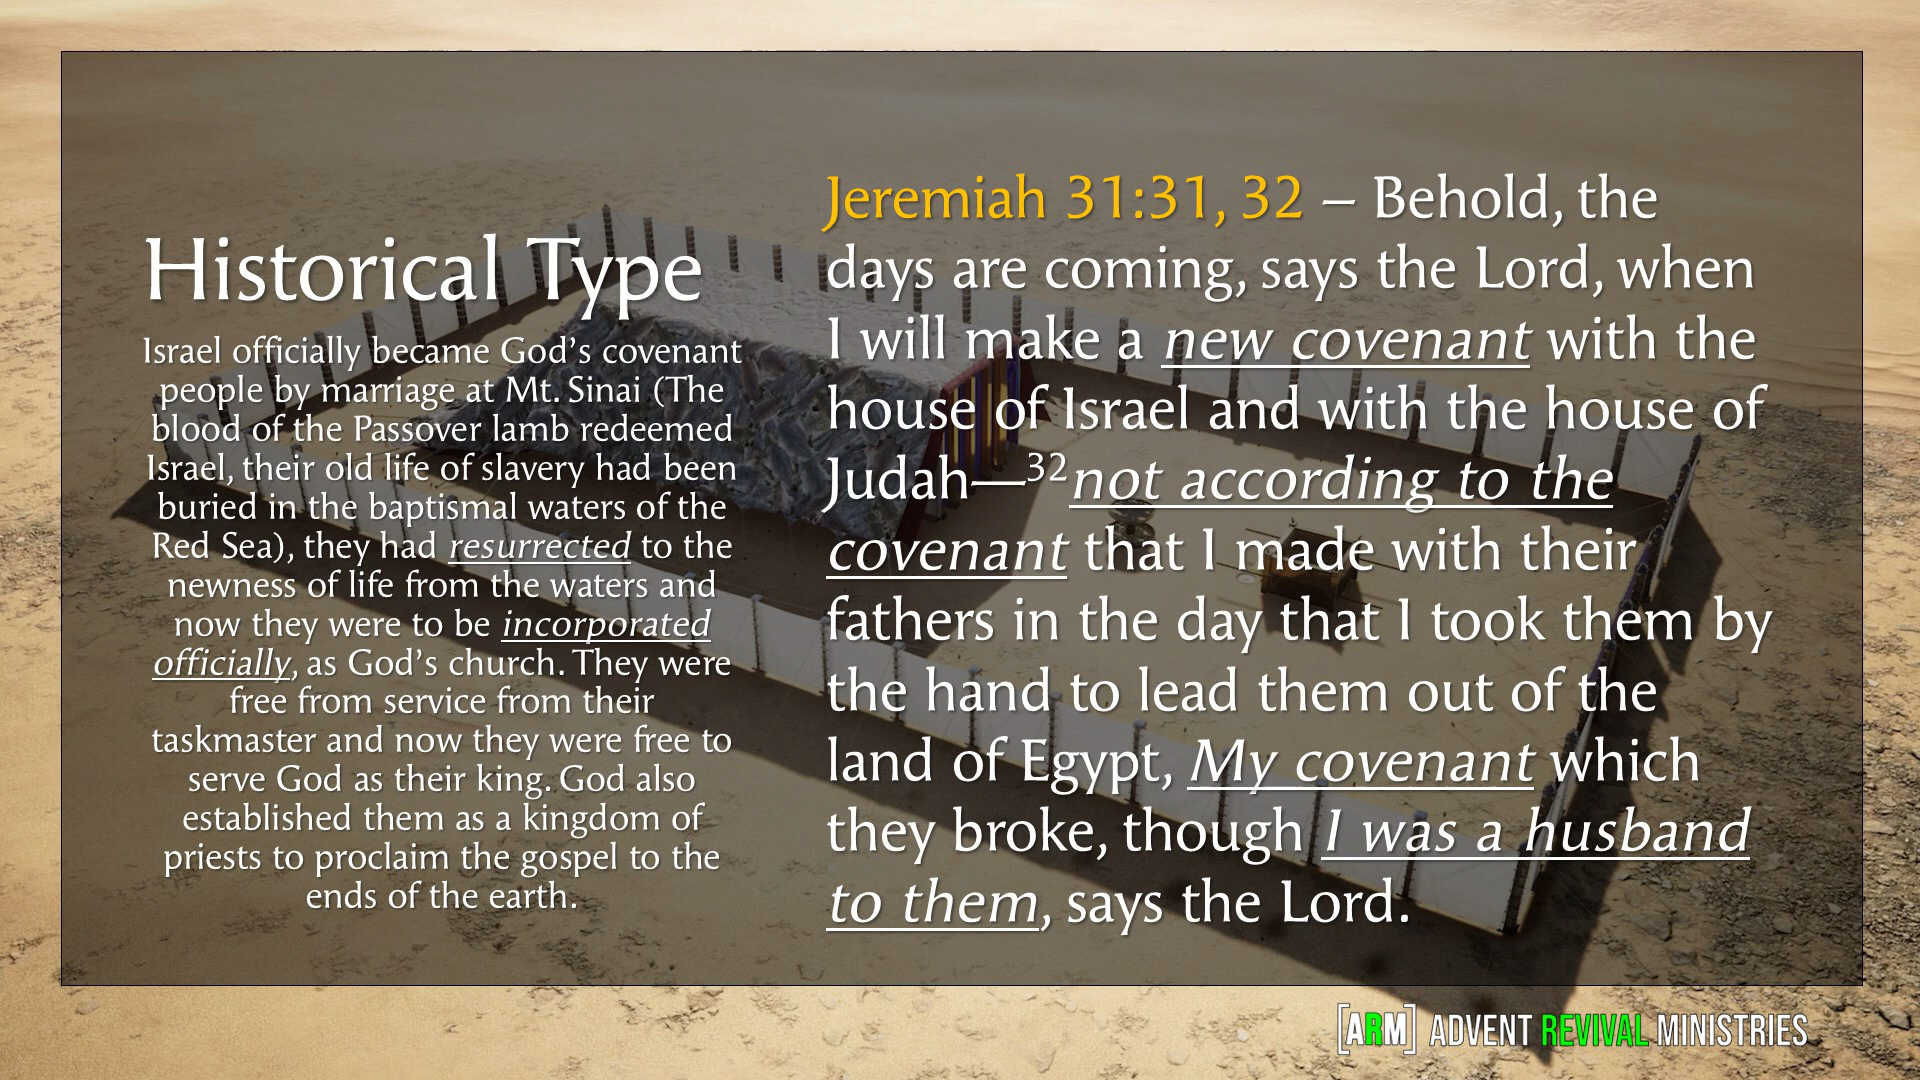 Historical Type
Israel officially became God’s covenant
people by marriage at Mt. Sinai (The
blood of the Passover lamb redeemed
Israel, their old life of slavery had been
buried in the baptismal waters of the
Red Sea), they had resurrected to the
newness of life from the waters and
now they were to be incorporated
officially, as God’s church. They were
free from service from their
taskmaster and now they were free to
serve God as their king. God also
established them as a kingdom of
priests to proclaim the gospel to the
ends of the earth.
Jeremiah 31:31, 32 – Behold, the
days are coming, says the Lord, when
I will make a new covenant with the
house of Israel and with the house of
Judah—32not according to the
covenant that I made with their
fathers in the day that I took them by
the hand to lead them out of the
land of Egypt, My covenant which
they broke, though I was a husband
to them, says the Lord.
[ARM] ADVENT REVIVAL MINISTRIES